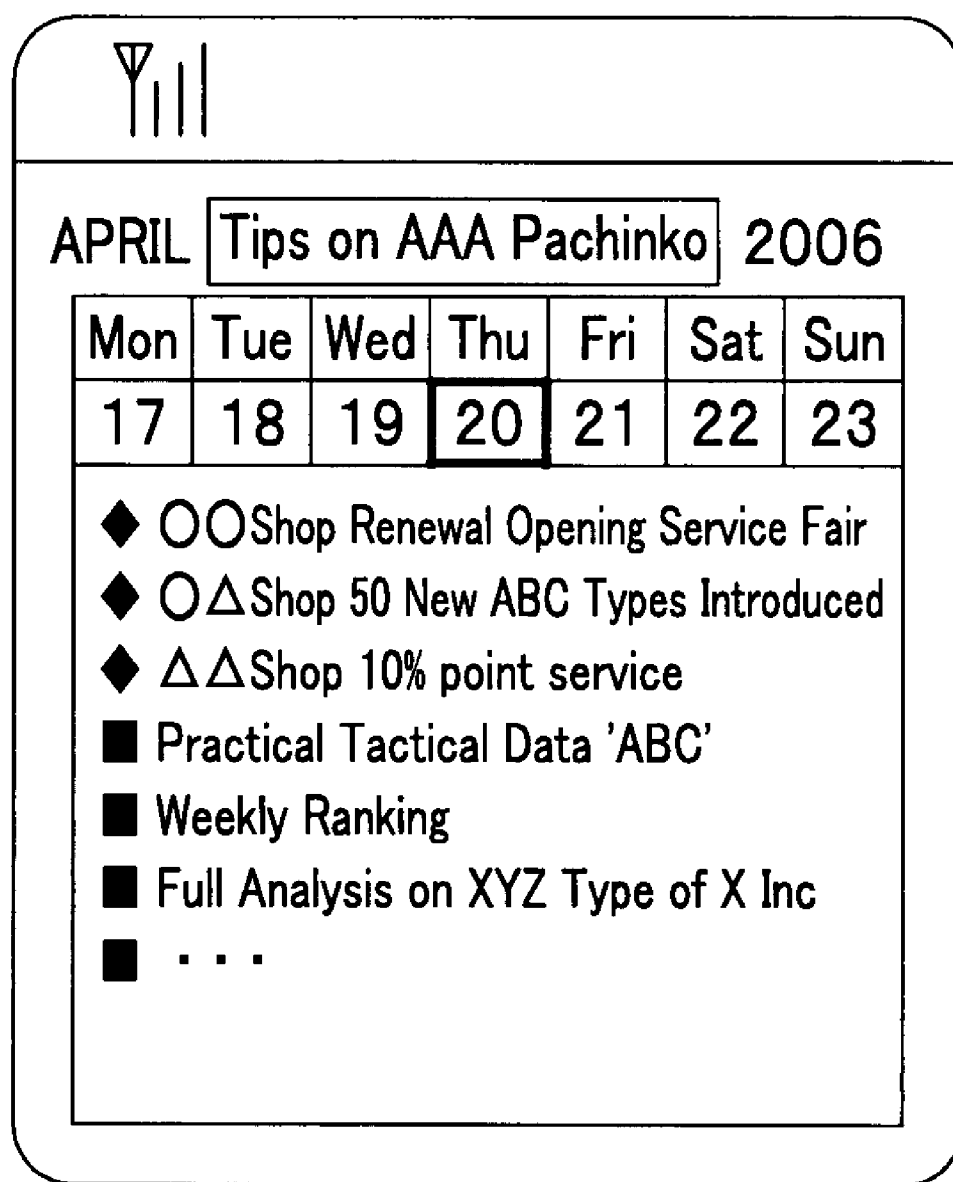 APRIL Tips on AAA Pachinko 2006
Mon Tue Wed Thu Fri Sat Sun
17 18 19 20 21 22 23
◆ ○○Shop Renewal Opening Service Fair
◆ ○△Shop 50 New ABC Types Introduced
◆ △△Shop 10% point service
■ Practical Tactical Data 'ABC'
■ Weekly Ranking
■ Full Analysis on XYZ Type of X Inc
■ ・・・